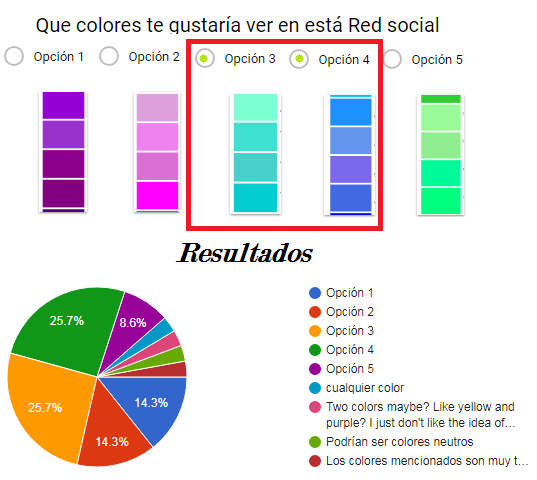 Que colores te gustaría ver en está Red social
Opción 1 Opción 2 Opción 3 Opción 4 Opción 5
Resultados
25.7%
8.6%
25.7%
14.3%
14.3%
Opción 1
Opción 2
Opción 3
Opción 4
Opción 5
cualquier color
Two colors maybe? Like yellow and
purple? I just don't like the idea of…
Podrían ser colores neutros
Los colores mencionados son muy t…